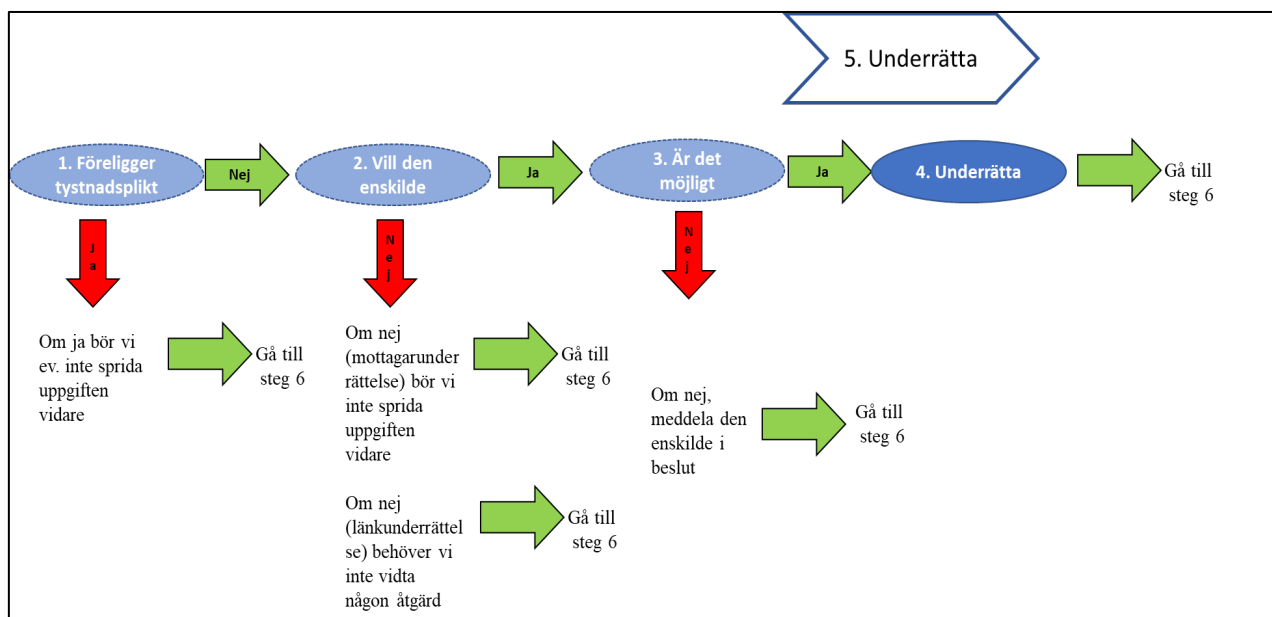 5. Underrätta
1. Föreligger
tystnadsplikt
Nej
2. Vill den
enskilde
Ja
3. Är det
möjligt
Ja
4. Underrätta
Gå till
steg 6
J
a
N
e
j
N
e
j
Om ja bör vi
ev. inte sprida
uppgiften
vidare
Gå till
steg 6
Om nej
(mottagarunder
rättelse) bör vi
inte sprida
uppgiften
vidare
Gå till
steg 6
Om nej,
meddela den
enskilde i
beslut
Gå till
steg 6
Om nej
(länkunderrättel
se) behöver vi
inte vidta
någon åtgärd
Gå till
steg 6